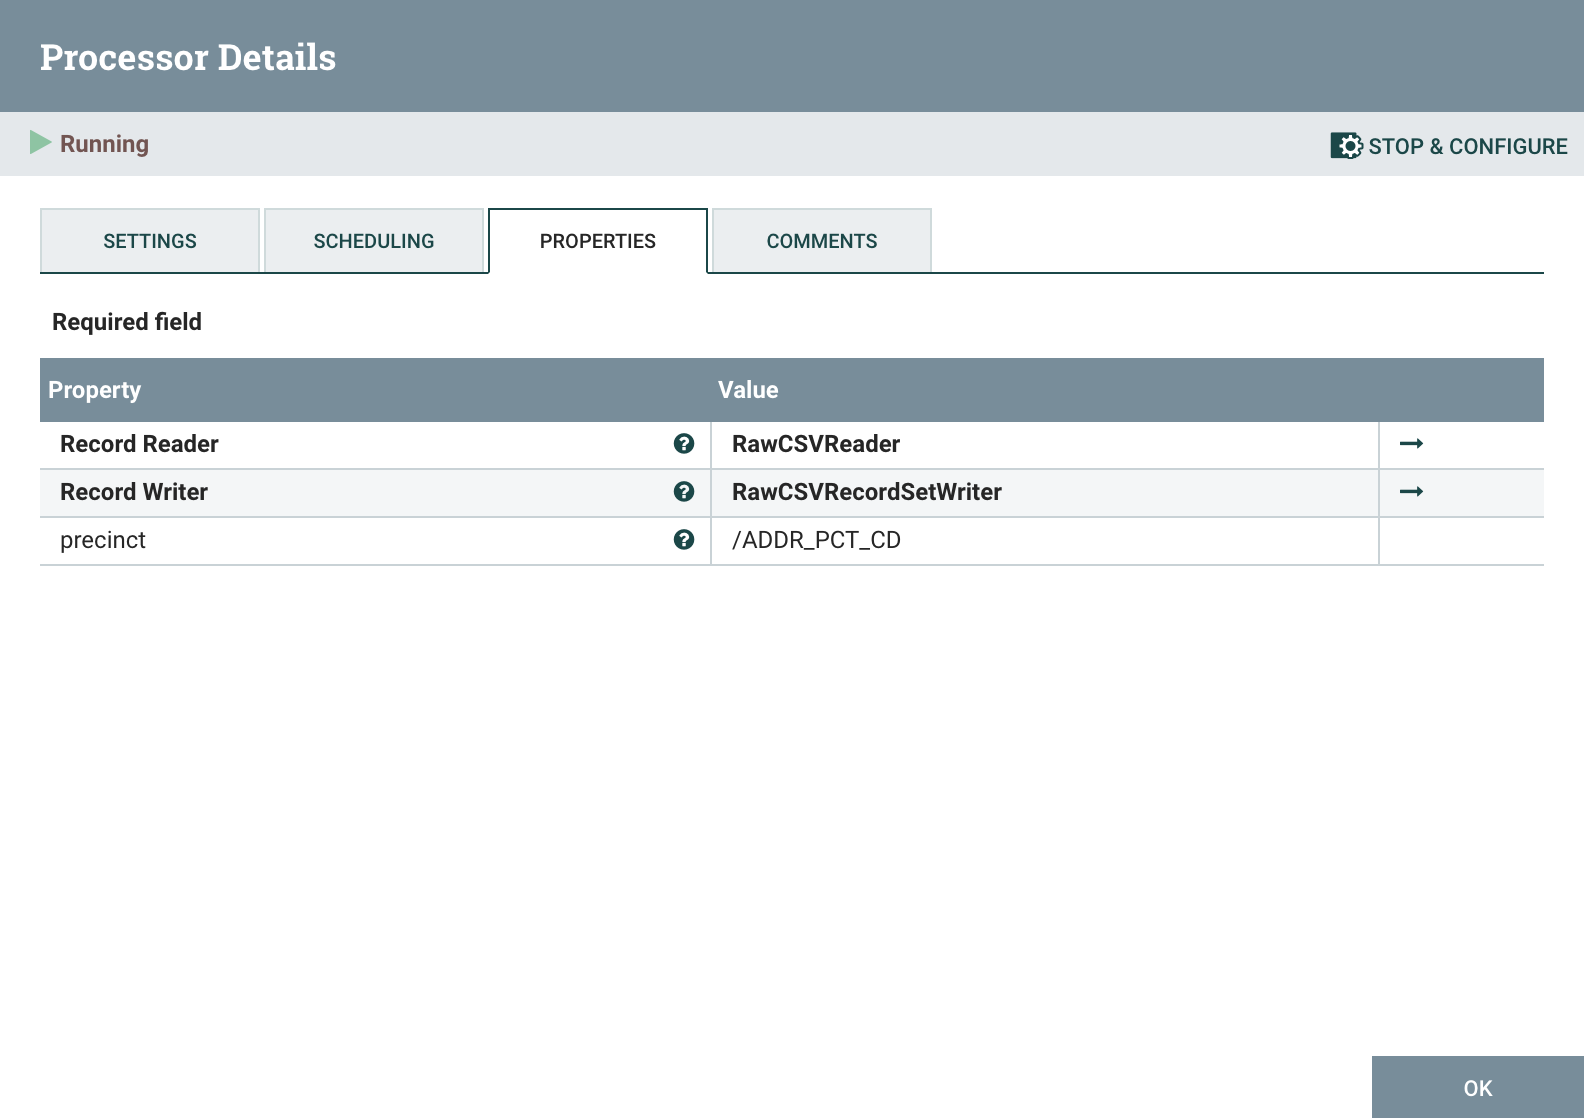 Processor Details
Running
STOP & CONFIGURE
SETTINGS SCHEDULING PROPERTIES COMMENTS
Required field
Property Value
Record Reader RawCSVReader
Record Writer RawCSVRecordSetWriter
precinct /ADDR_PCT_CD
OK